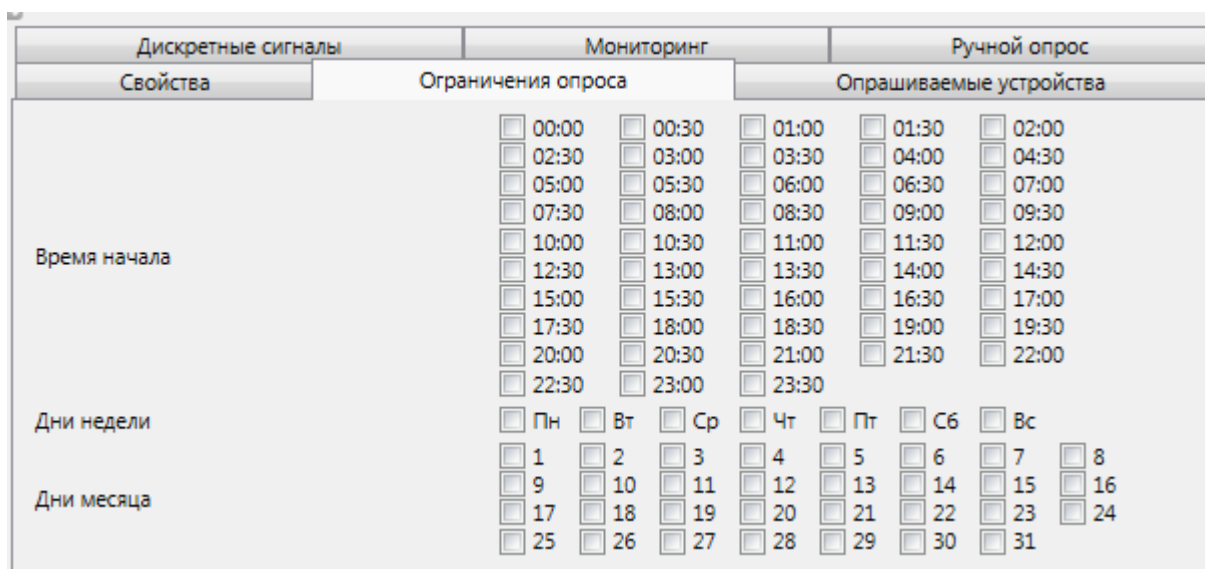 Дискретные сигналы Мониторинг Ручной опрос
Свойства Ограничения опроса Опрашиваемые устройства
00:00 00:30 01:00 01:30 02:00
02:30 03:00 03:30 04:00 04:30
05:00 05:30 06:00 06:30 07:00
07:30 08:00 08:30 09:00 09:30
10:00 10:30 11:00 11:30 12:00
Время начала
12:30 13:00 13:30 14:00 14:30
15:00 15:30 16:00 16:30 17:00
17:30 18:00 18:30 19:00 19:30
20:00 20:30 21:00 21:30 22:00
22:30 23:00 23:30
Дни недели Пн Вт Ср Чт Пт Сб Вс
1 2 3 4 5 6 7 8
9 10 11 12 13 14 15 16
Дни месяца
17 18 19 20 21 22 23 24
25 26 27 28 29 30 31